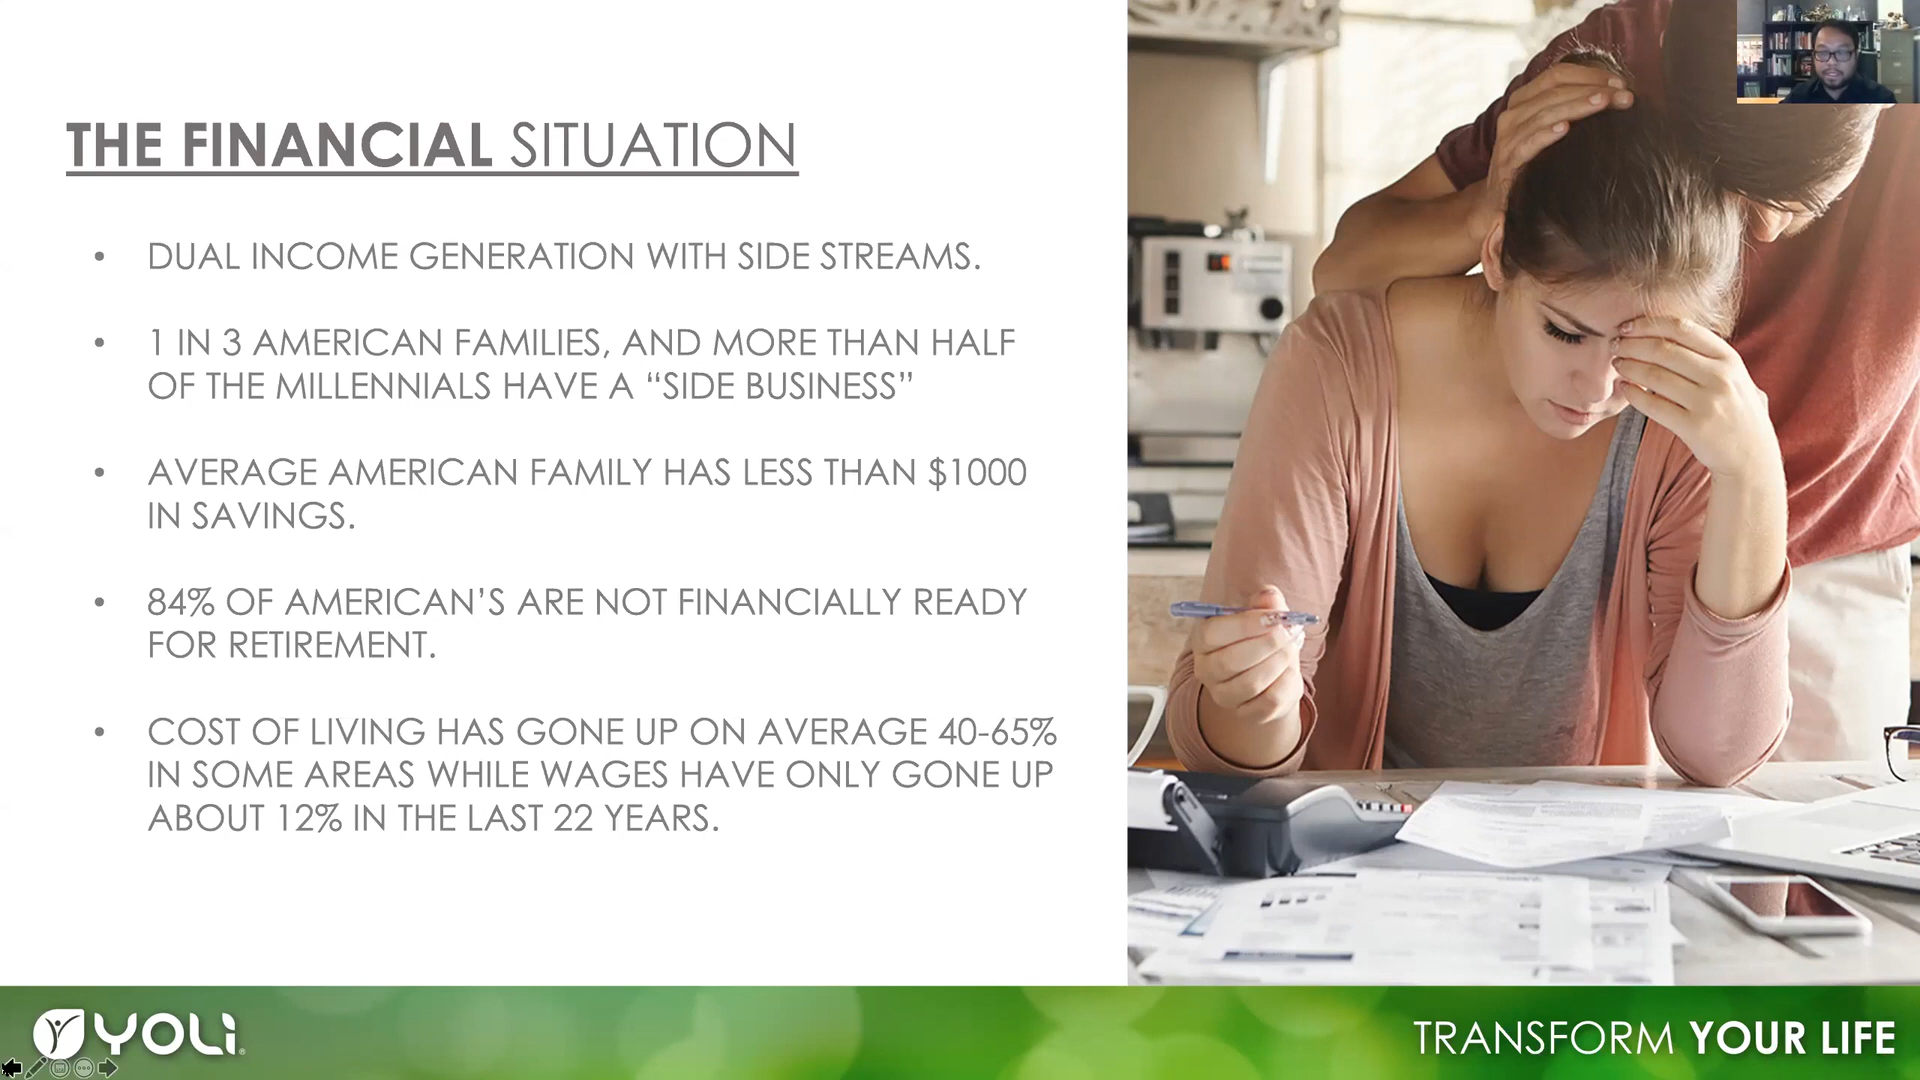 THE FINANCIAL SITUATION
• DUAL INCOME GENERATION WITH SIDE STREAMS.
• 1 IN 3 AMERICAN FAMILIES, AND MORE THAN HALF
OF THE MILLENNIALS HAVE A “SIDE BUSINESS”
• AVERAGE AMERICAN FAMILY HAS LESS THAN $1000
IN SAVINGS.
• 84% OF AMERICAN’S ARE NOT FINANCIALLY READY
FOR RETIREMENT.
• COST OF LIVING HAS GONE UP ON AVERAGE 40-65%
IN SOME AREAS WHILE WAGES HAVE ONLY GONE UP
ABOUT 12% IN THE LAST 22 YEARS.
YOLi®
TRANSFORM YOUR LIFE